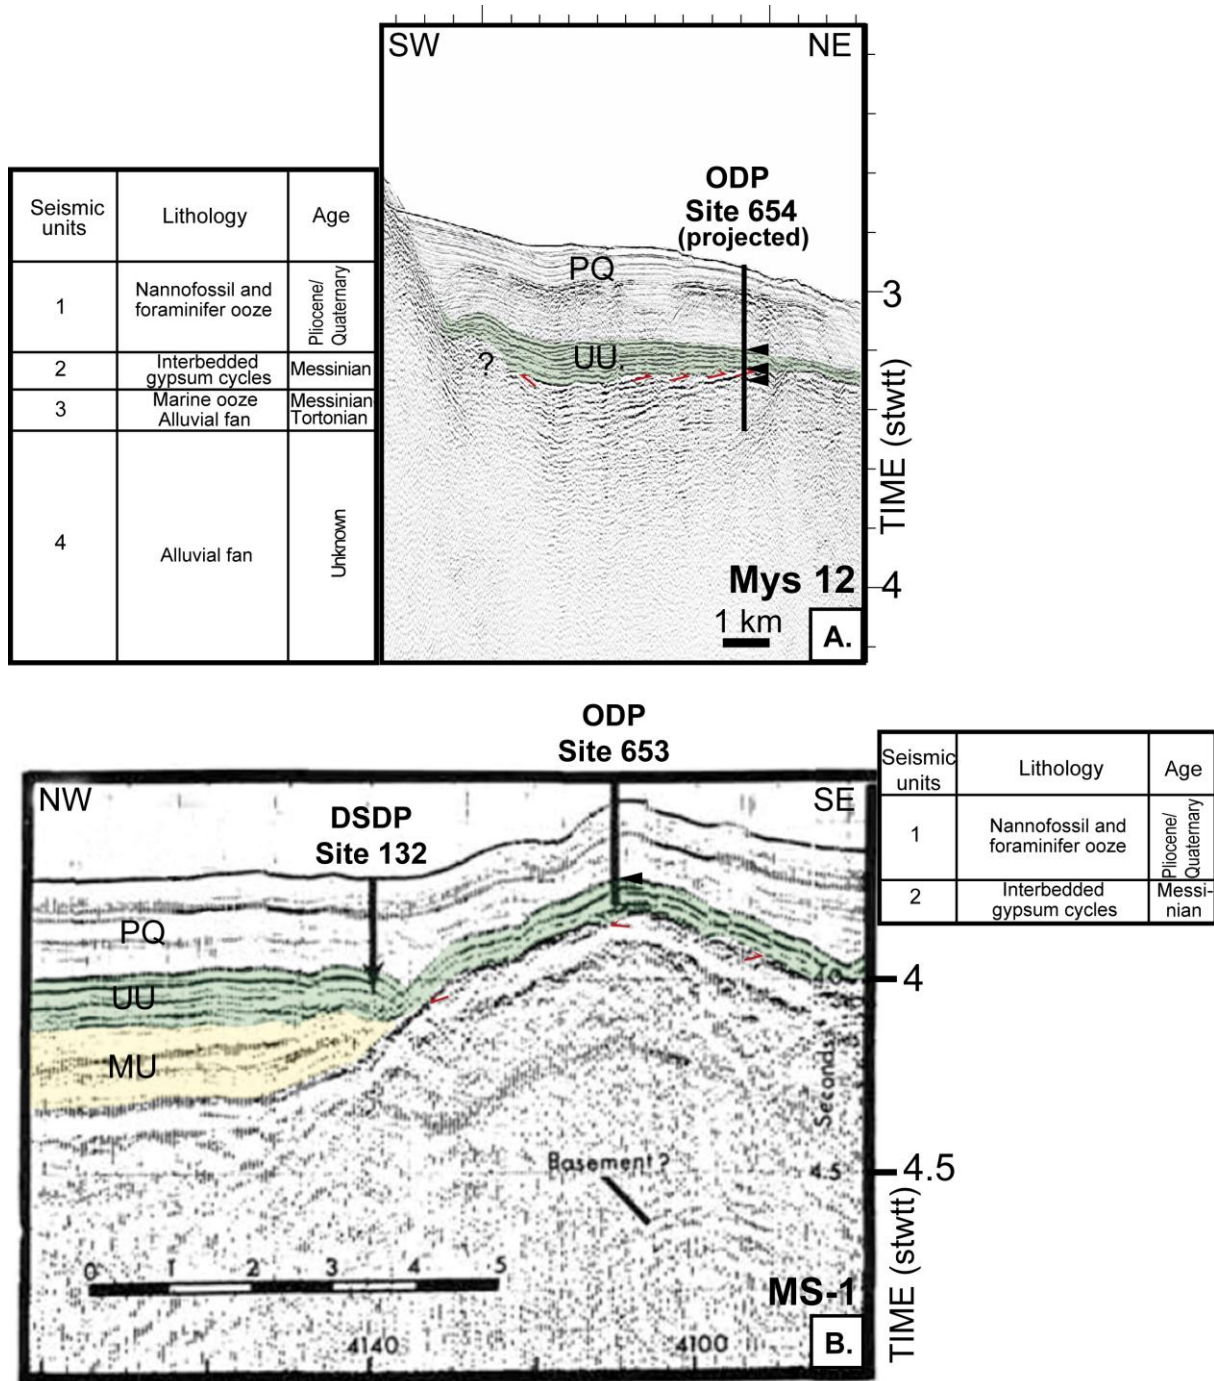 SW
NE
ODP
Site 654
(projected)
Seismic
units
Lithology
Age
1
Nannofossil and
foraminifer ooze
Pliocene/
Quaternary
2
Interbedded
gypsum cycles
Messinian
3
Marine ooze
Alluvial fan
Messinian
Tortonian
4
Alluvial fan
Unknown
PQ
UU.
?
3
4
TIME (stwtt)
Mys 12
1 km
A.
ODP
Site 653
NW
SE
DSDP
Site 132
PQ
UU
MU
Seismic
units
Lithology
Age
1
Nannofossil and
foraminifer ooze
Pliocene/
Quaternary
2
Interbedded
gypsum cycles
Messi-
nian
4
Seconds
4.5
4.5
TIME (stwtt)
Basement ?
0 1 2 3 4 5
MS-1
4140
4100
B.